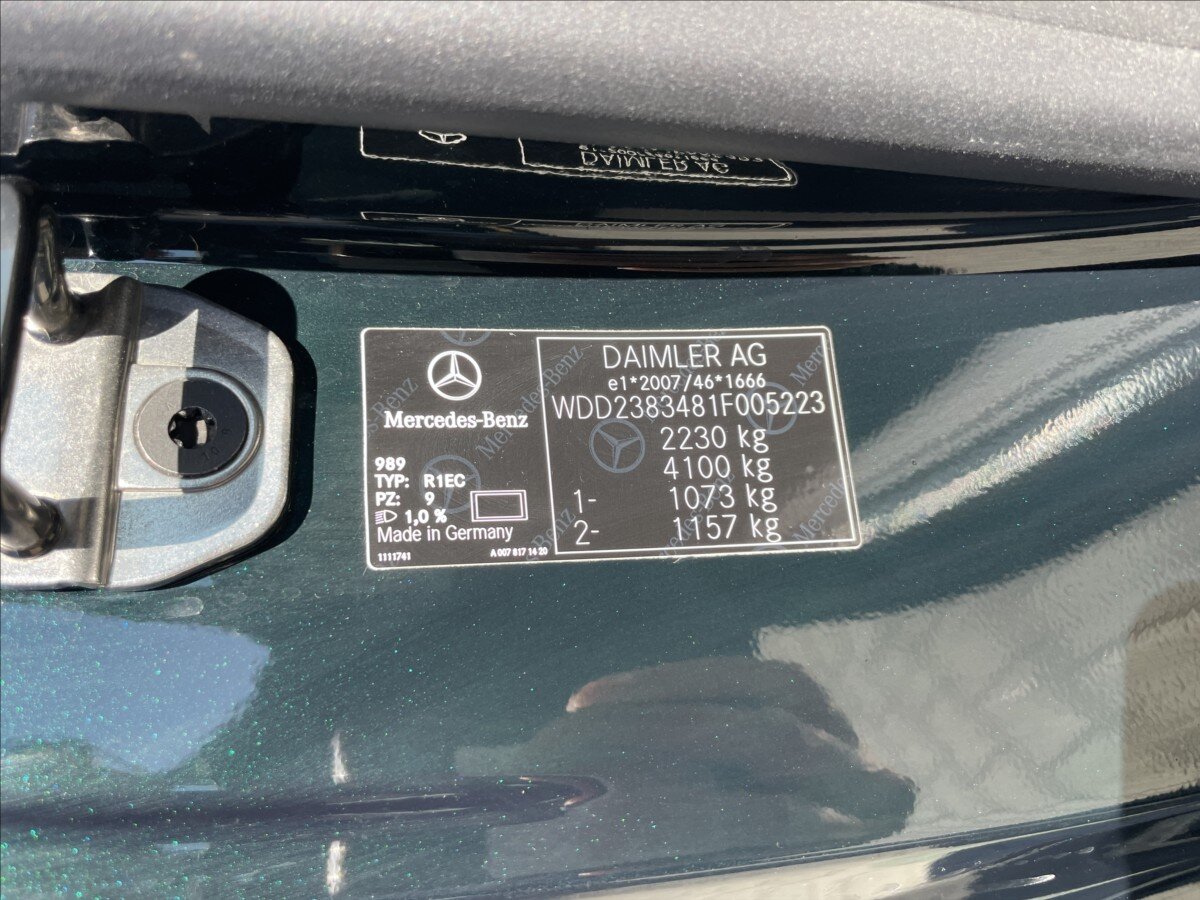 DAIMLER AG
Mercedes-Benz
989
TYP: R1EC
PZ: 9
1,0 %
Made in Germany
1111741
A 007 817 14 20
DAIMLER AG
e1*2007/46*1666
WDD2383481F005223
2230 kg
4100 kg
1- 1073 kg
2- 1157 kg